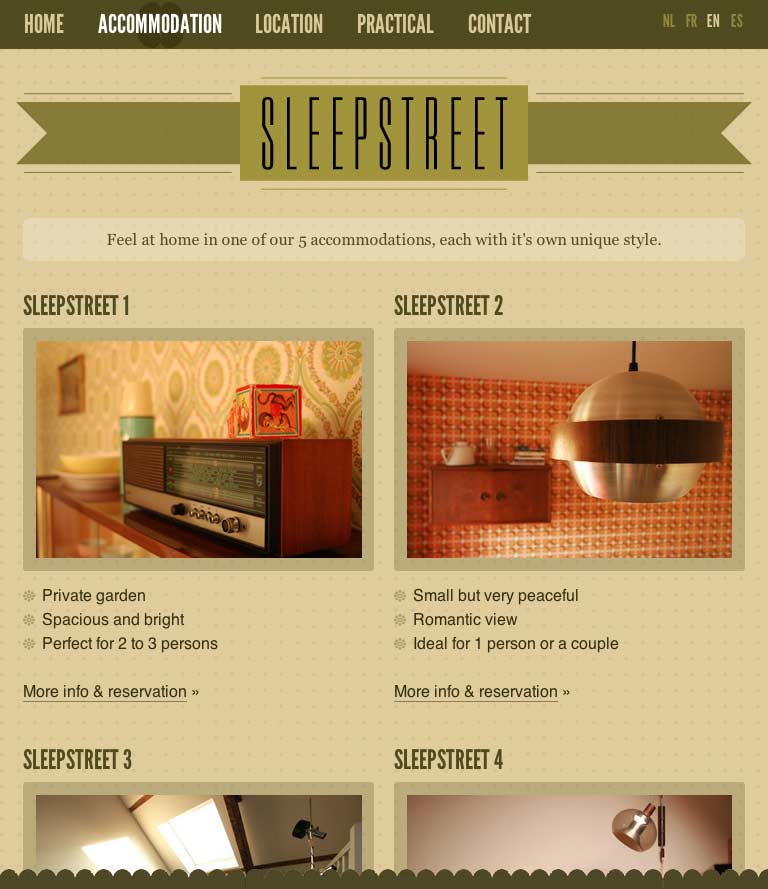 HOME ACCOMMODATION LOCATION PRACTICAL CONTACT NL FR EN ES
SLEEPSTREET
Feel at home in one of our 5 accommodations, each with it's own unique style.
SLEEPSTREET 1
SLEEPSTREET 2
Private garden
Spacious and bright
Perfect for 2 to 3 persons
More info & reservation »
Small but very peaceful
Romantic view
Ideal for 1 person or a couple
More info & reservation »
SLEEPSTREET 3
SLEEPSTREET 4